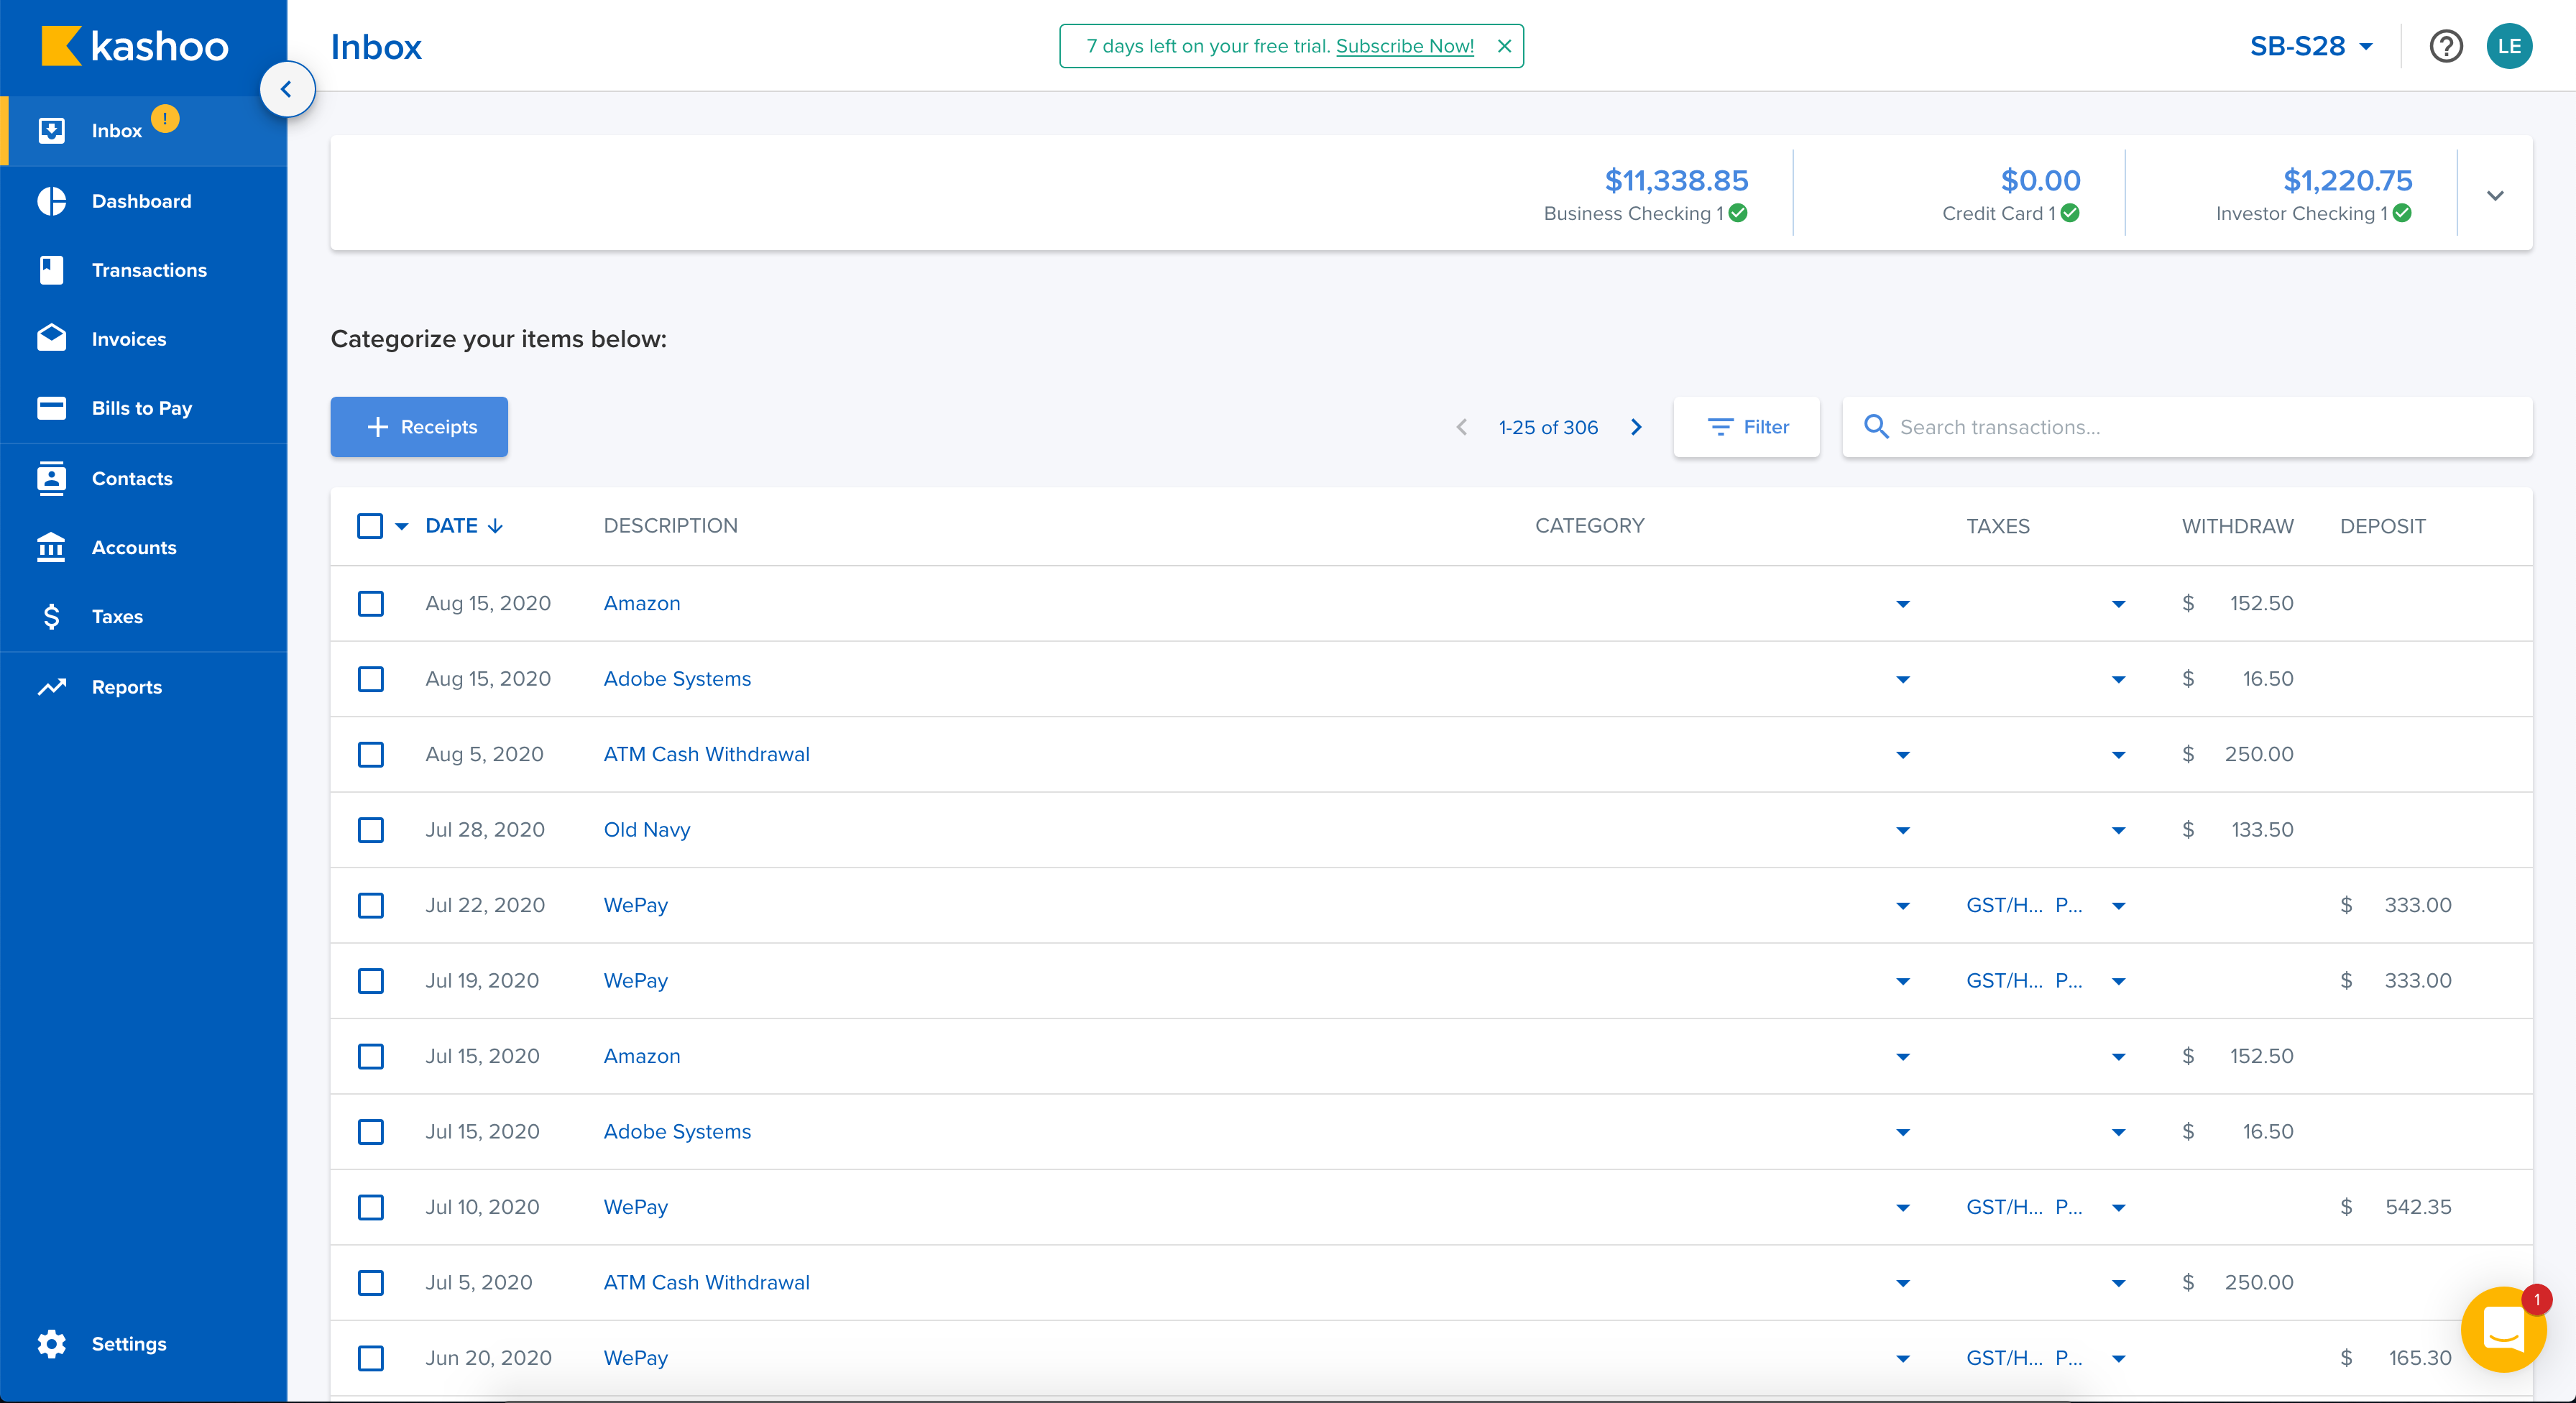 kashoo
Inbox
7 days left on your free trial. Subscribe Now!
SB-S28
LE
Inbox !
Dashboard
Transactions
Invoices
Bills to Pay
Contacts
Accounts
Taxes
Reports
Settings
$11,338.85
Business Checking 1
$0.00
Credit Card 1
$1,220.75
Investor Checking 1
Categorize your items below:
+ Receipts
1-25 of 306
Filter
Search transactions...
DATE DESCRIPTION CATEGORY TAXES WITHDRAW DEPOSIT
Aug 15, 2020 Amazon $ 152.50
Aug 15, 2020 Adobe Systems $ 16.50
Aug 5, 2020 ATM Cash Withdrawal $ 250.00
Jul 28, 2020 Old Navy $ 133.50
Jul 22, 2020 WePay GST/H... P... $ 333.00
Jul 19, 2020 WePay GST/H... P... $ 333.00
Jul 15, 2020 Amazon $ 152.50
Jul 15, 2020 Adobe Systems $ 16.50
Jul 10, 2020 WePay GST/H... P... $ 542.35
Jul 5, 2020 ATM Cash Withdrawal $ 250.00
Jun 20, 2020 WePay GST/H... P... $ 165.30
1